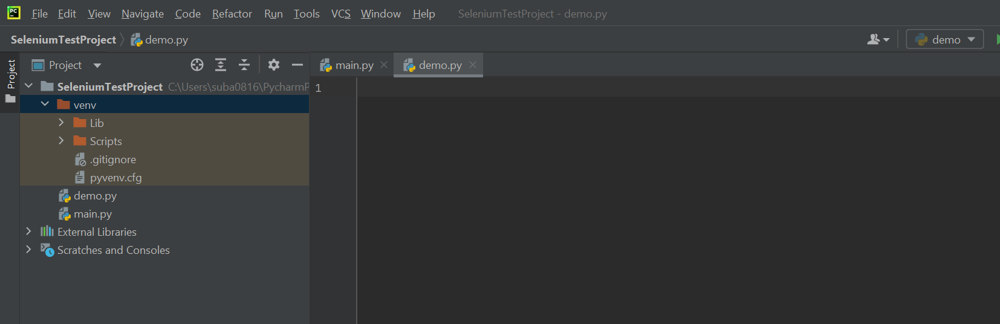 PC File Edit View Navigate Code Refactor Run Tools VCS Window Help SeleniumTestProject - demo.py
SeleniumTestProject demo.py demo
Project
Project
main.py demo.py
SeleniumTestProject C:\Users\suba0816\PycharmP
1
venv
Lib
Scripts
.gitignore
pyvenv.cfg
demo.py
main.py
External Libraries
Scratches and Consoles